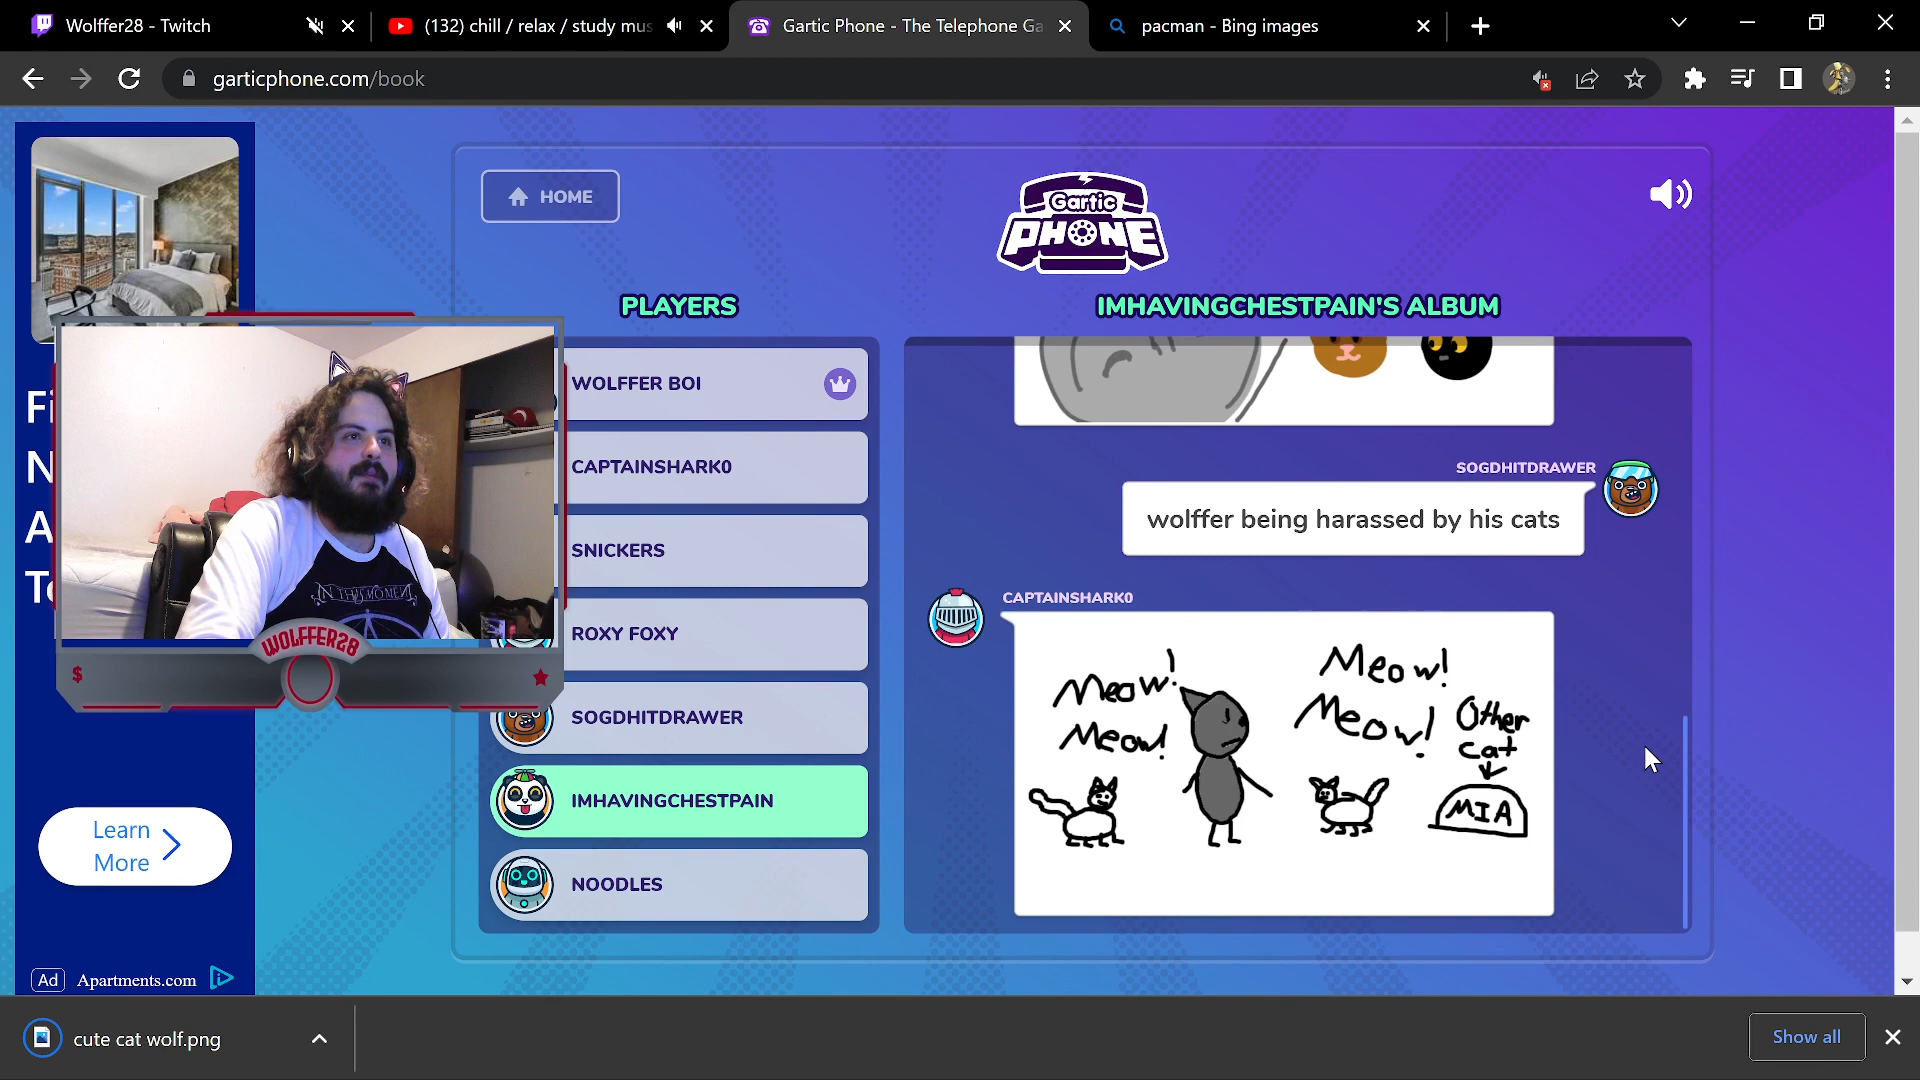 Wolffer28 - Twitch
(132) chill / relax / study mus
Gartic Phone - The Telephone Ga
pacman - Bing images
garticphone.com/book
HOME
Gartic
PHONE
PLAYERS
IMHAVINGCHESTPAIN'S ALBUM
WOLFFER BOI
CAPTAINSHARK0
SNICKERS
ROXY FOXY
SOGDHITDRAWER
IMHAVINGCHESTPAIN
NOODLES
SOGDHITDRAWER
wolffer being harassed by his cats
CAPTAINSHARK0
Meow!
Meow!
Meow!
Meow!
Other
cat
MIA
IN THIS MOMENT
WOLFFER28
$
Learn
More
Ad
Apartments.com
cute cat wolf.png
Show all